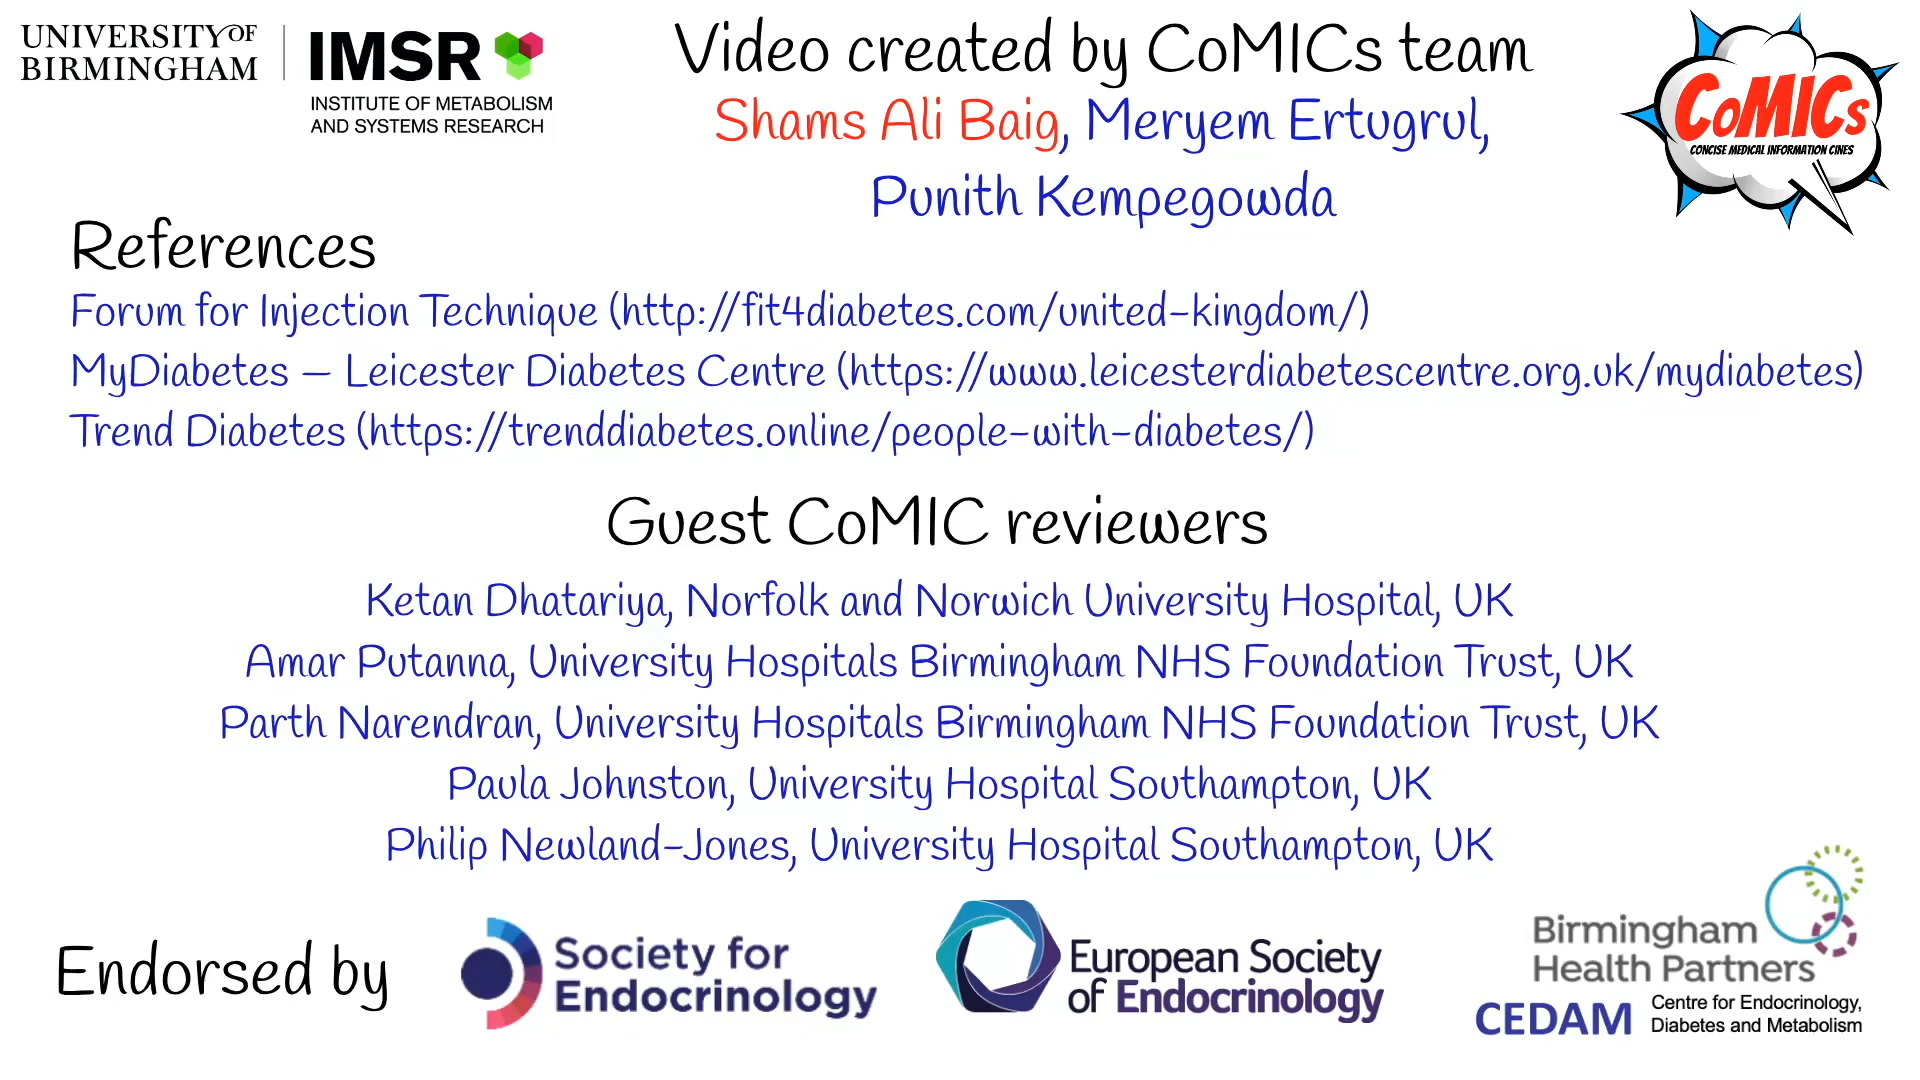 UNIVERSITY OF
BIRMINGHAM
IMSR
INSTITUTE OF METABOLISM
AND SYSTEMS RESEARCH
Video created by CoMICs team
Shams Ali Baig, Meryem Ertugrul,
Punith Kempegowda
CoMICs
CONCISE MEDICAL INFORMATION CINES
References
Forum for Injection Technique (http://fit4diabetes.com/united-kingdom/)
MyDiabetes – Leicester Diabetes Centre (https://www.leicesterdiabetescentre.org.uk/mydiabetes)
Trend Diabetes (https://trenddiabetes.online/people-with-diabetes/)
Guest CoMIC reviewers
Ketan Dhatariya, Norfolk and Norwich University Hospital, UK
Amar Putanna, University Hospitals Birmingham NHS Foundation Trust, UK
Parth Narendran, University Hospitals Birmingham NHS Foundation Trust, UK
Paula Johnston, University Hospital Southampton, UK
Philip Newland-Jones, University Hospital Southampton, UK
Endorsed by
Society for
Endocrinology
European Society
of Endocrinology
Birmingham
Health Partners
CEDAM
Centre for Endocrinology,
Diabetes and Metabolism